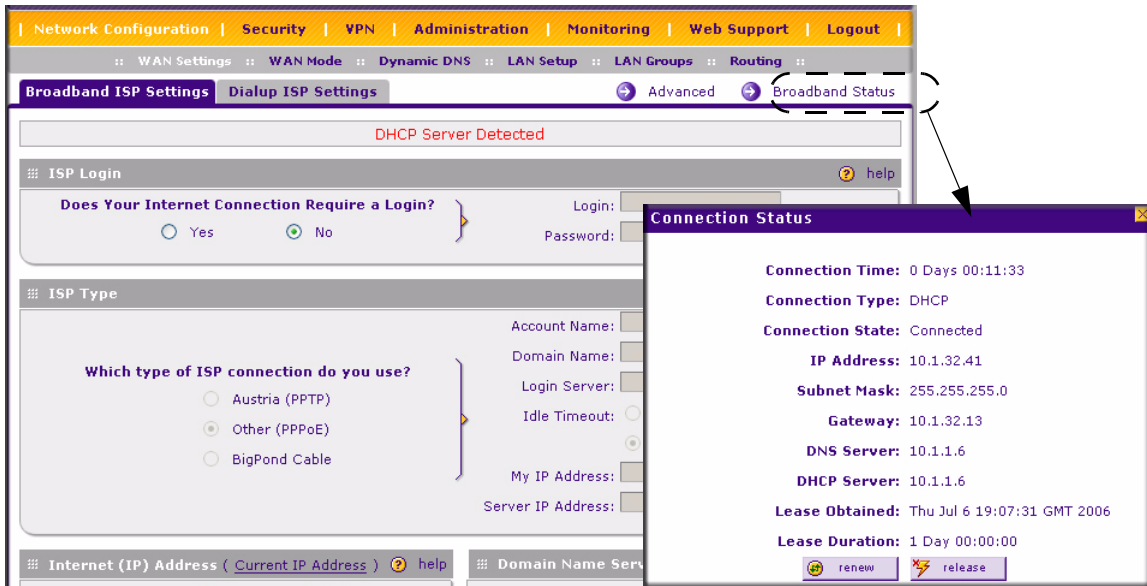 | Network Configuration | Security | VPN | Administration | Monitoring | Web Support | Logout |
:: WAN Settings :: WAN Mode :: Dynamic DNS :: LAN Setup :: LAN Groups :: Routing ::
Broadband ISP Settings Dialup ISP Settings Advanced Broadband Status
DHCP Server Detected
ISP Login help
Does Your Internet Connection Require a Login?
Yes No
Login:
Password:
ISP Type
Which type of ISP connection do you use?
Austria (PPTP)
Other (PPPoE)
BigPond Cable
Account Name:
Domain Name:
Login Server:
Idle Timeout:
My IP Address:
Server IP Address:
Internet (IP) Address ( Current IP Address ) help
Domain Name
Connection Status
Connection Time: 0 Days 00:11:33
Connection Type: DHCP
Connection State: Connected
IP Address: 10.1.32.41
Subnet Mask: 255.255.255.0
Gateway: 10.1.32.13
DNS Server: 10.1.1.6
DHCP Server: 10.1.1.6
Lease Obtained: Thu Jul 6 19:07:31 GMT 2006
Lease Duration: 1 Day 00:00:00
renew release